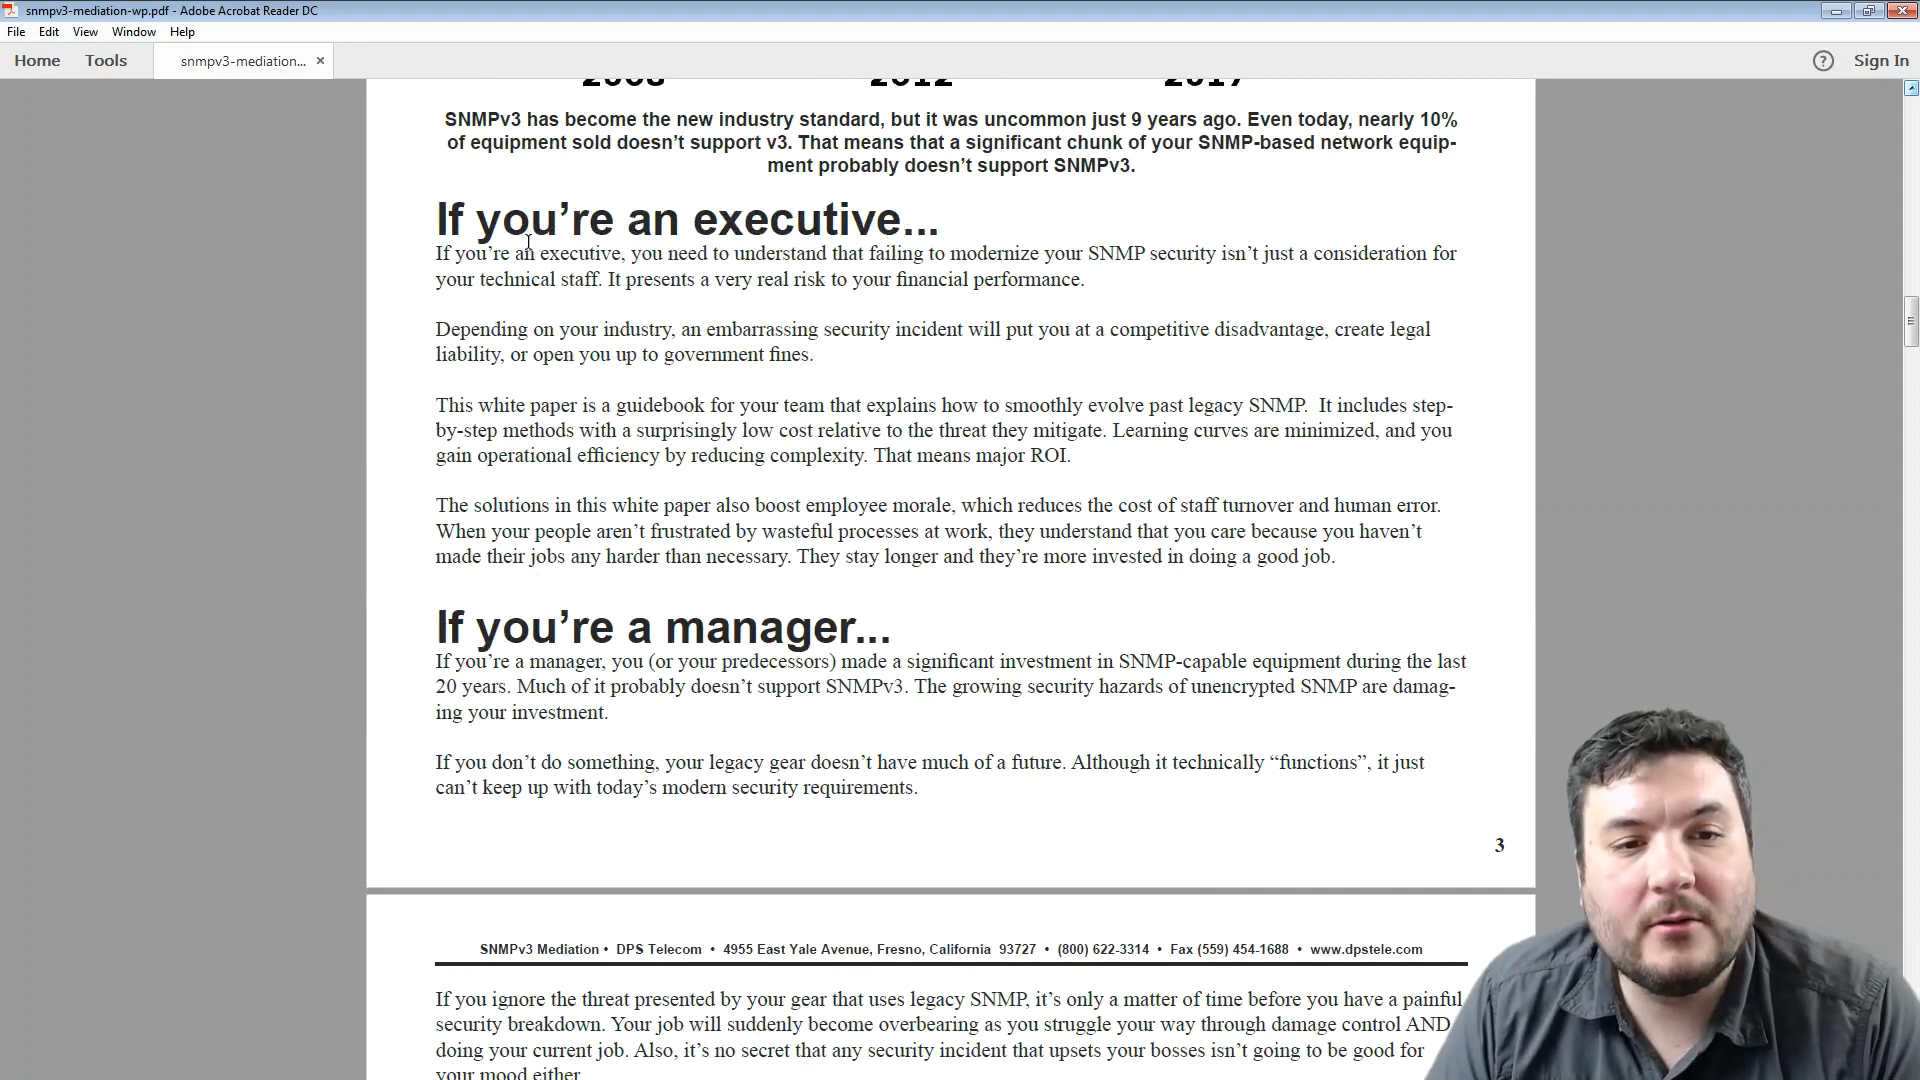 snmpv3-mediation-wp.pdf - Adobe Acrobat Reader DC
File Edit View Window Help
Home Tools snmpv3-mediation... × ? Sign In
2008 2012 2017
SNMPv3 has become the new industry standard, but it was uncommon just 9 years ago. Even today, nearly 10%
of equipment sold doesn’t support v3. That means that a significant chunk of your SNMP-based network equip-
ment probably doesn’t support SNMPv3.
If you’re an executive...
If you’re an executive, you need to understand that failing to modernize your SNMP security isn’t just a consideration for
your technical staff. It presents a very real risk to your financial performance.
Depending on your industry, an embarrassing security incident will put you at a competitive disadvantage, create legal
liability, or open you up to government fines.
This white paper is a guidebook for your team that explains how to smoothly evolve past legacy SNMP. It includes step-
by-step methods with a surprisingly low cost relative to the threat they mitigate. Learning curves are minimized, and you
gain operational efficiency by reducing complexity. That means major ROI.
The solutions in this white paper also boost employee morale, which reduces the cost of staff turnover and human error.
When your people aren’t frustrated by wasteful processes at work, they understand that you care because you haven’t
made their jobs any harder than necessary. They stay longer and they’re more invested in doing a good job.
If you’re a manager...
If you’re a manager, you (or your predecessors) made a significant investment in SNMP-capable equipment during the last
20 years. Much of it probably doesn’t support SNMPv3. The growing security hazards of unencrypted SNMP are damag-
ing your investment.
If you don’t do something, your legacy gear doesn’t have much of a future. Although it technically “functions”, it just
can’t keep up with today’s modern security requirements.
3
SNMPv3 Mediation • DPS Telecom • 4955 East Yale Avenue, Fresno, California 93727 • (800) 622-3314 • Fax (559) 454-1688 • www.dpstele.com
If you ignore the threat presented by your gear that uses legacy SNMP, it’s only a matter of time before you have a painful
security breakdown. Your job will suddenly become overbearing as you struggle your way through damage control AND
doing your current job. Also, it’s no secret that any security incident that upsets your bosses isn’t going to be good for
your mood either.